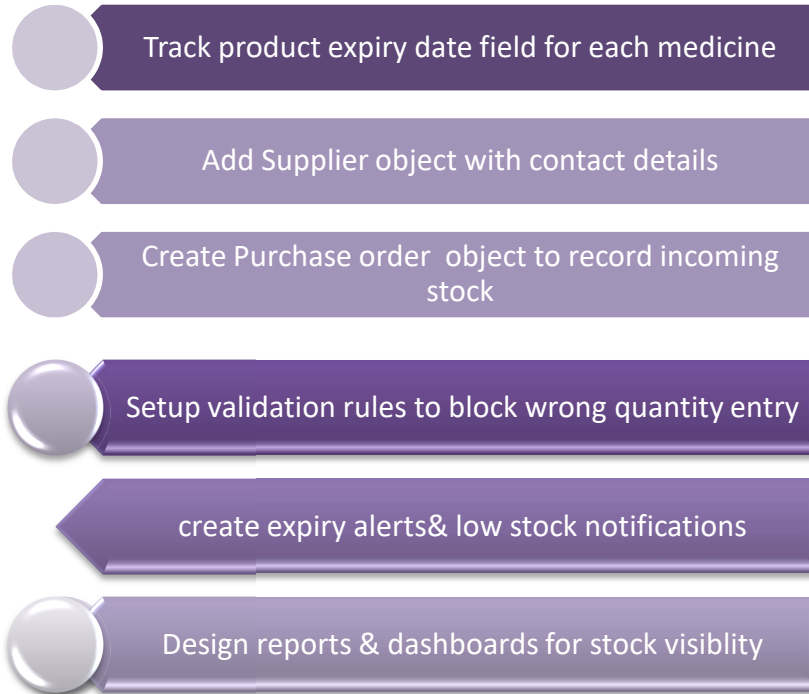 Track product expiry date field for each medicine
Add Supplier object with contact details
Create Purchase order  object to record incoming
stock
Setup validation rules to block wrong quantity entry
create expiry alerts& low stock notifications
Design reports & dashboards for stock visiblity